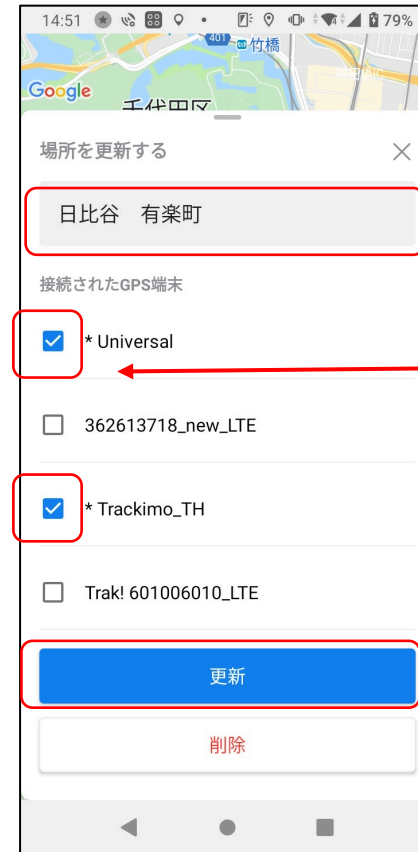 14:51 79%
401
竹橋
Google
千代田区
場所を更新する
日比谷 有楽町
接続されたGPS端末
* Universal
362613718_new_LTE
* Trackimo_TH
Trak! 601006010_LTE
更新
削除